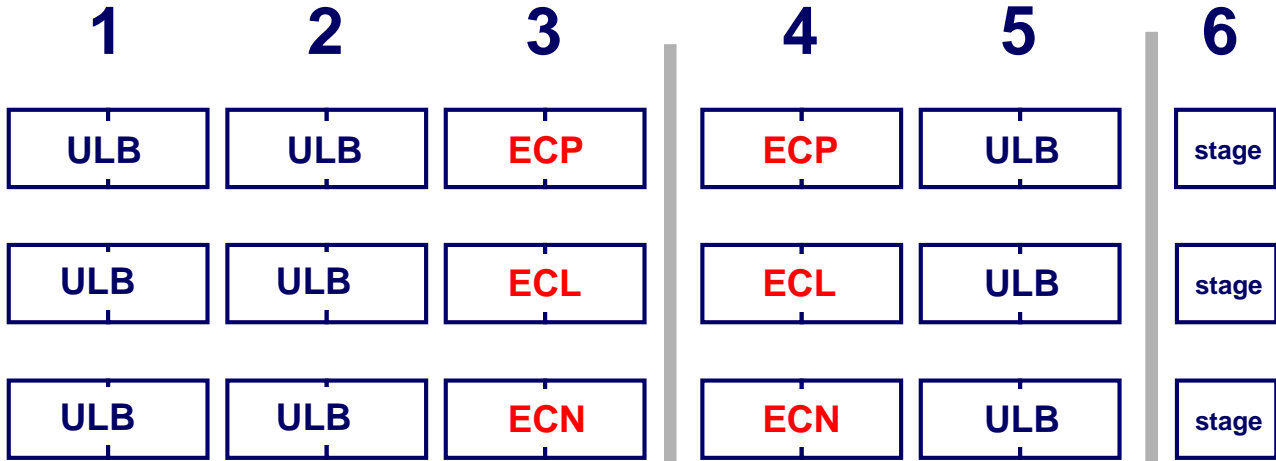 1 2 3 4 5 6
ULB ULB ECP ECP ULB stage
ULB ULB ECL ECL ULB stage
ULB ULB ECN ECN ULB stage